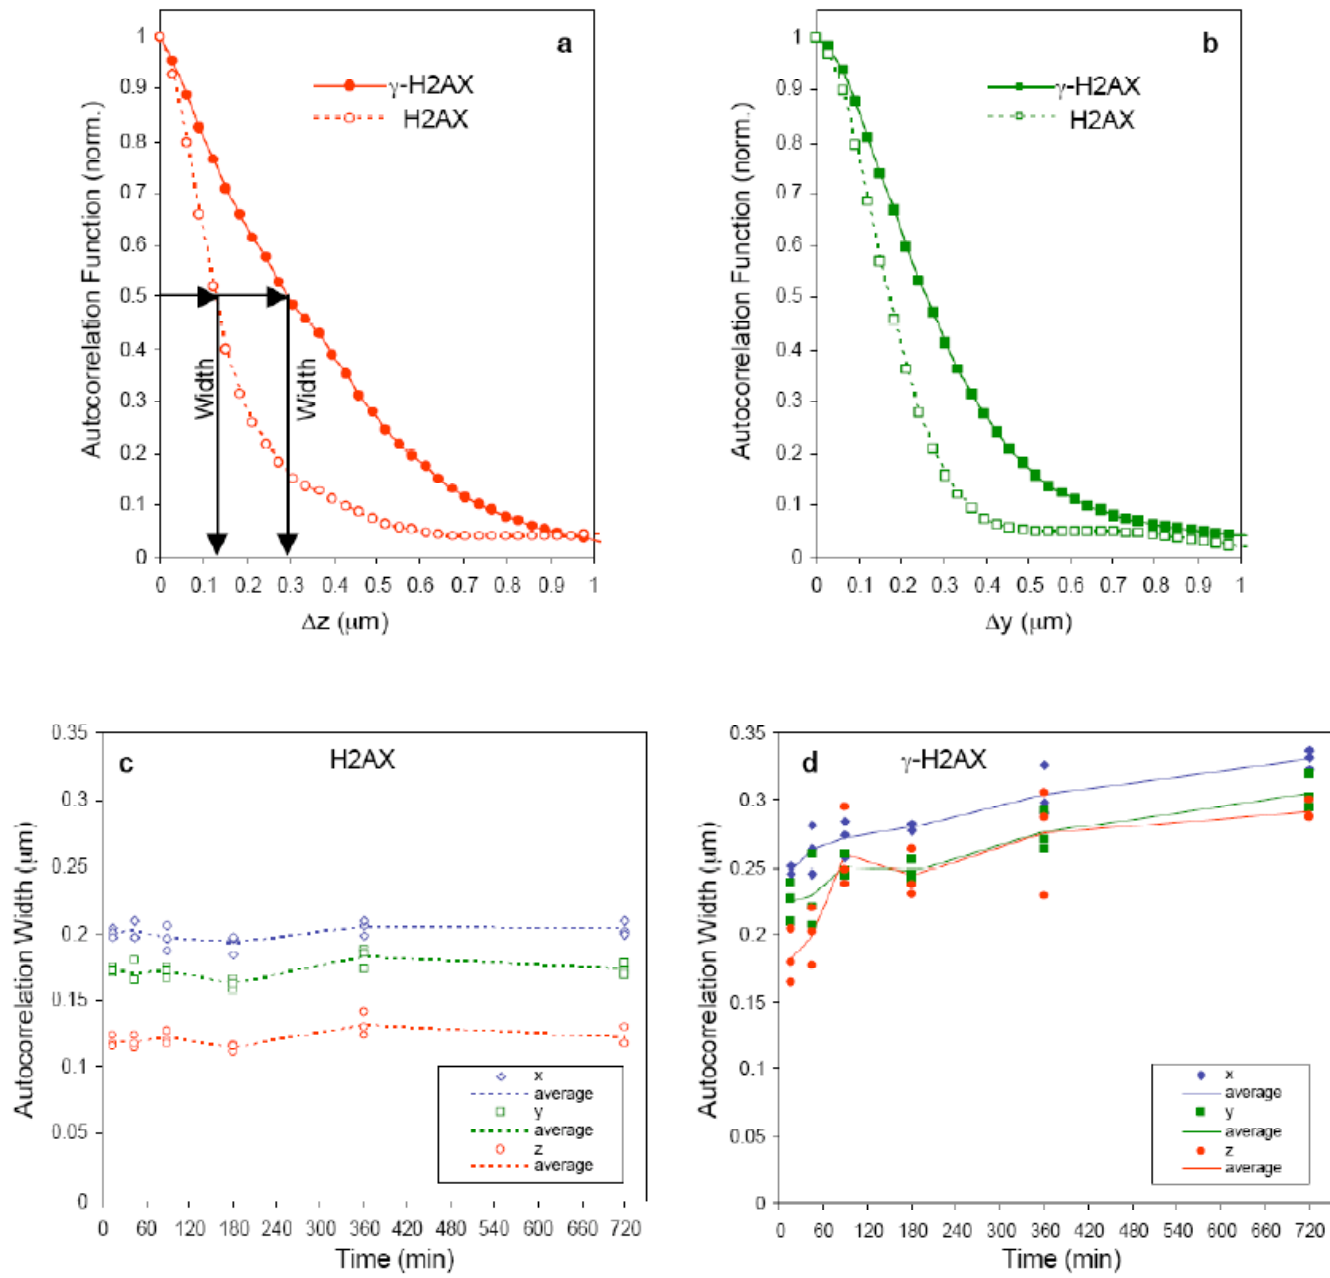 a
Autocorrelation Function (norm.)
1
0.9
0.8
0.7
0.6
0.5
0.4
0.3
0.2
0.1
0
γ-H2AX
H2AX
Width
Width
0 0.1 0.2 0.3 0.4 0.5 0.6 0.7 0.8 0.9 1
Δz (μm)
b
Autocorrelation Function (norm.)
1
0.9
0.8
0.7
0.6
0.5
0.4
0.3
0.2
0.1
0
γ-H2AX
H2AX
0 0.1 0.2 0.3 0.4 0.5 0.6 0.7 0.8 0.9 1
Δy (μm)
c
H2AX
Autocorrelation Width (μm)
0.35
0.3
0.25
0.2
0.15
0.1
0.05
0
x
average
y
average
z
average
0 60 120 180 240 300 360 420 480 540 600 660 720
Time (min)
d
γ-H2AX
Autocorrelation Width (μm)
0.35
0.3
0.25
0.2
0.15
0.1
0.05
0
x
average
y
average
z
average
0 60 120 180 240 300 360 420 480 540 600 660 720
Time (min)